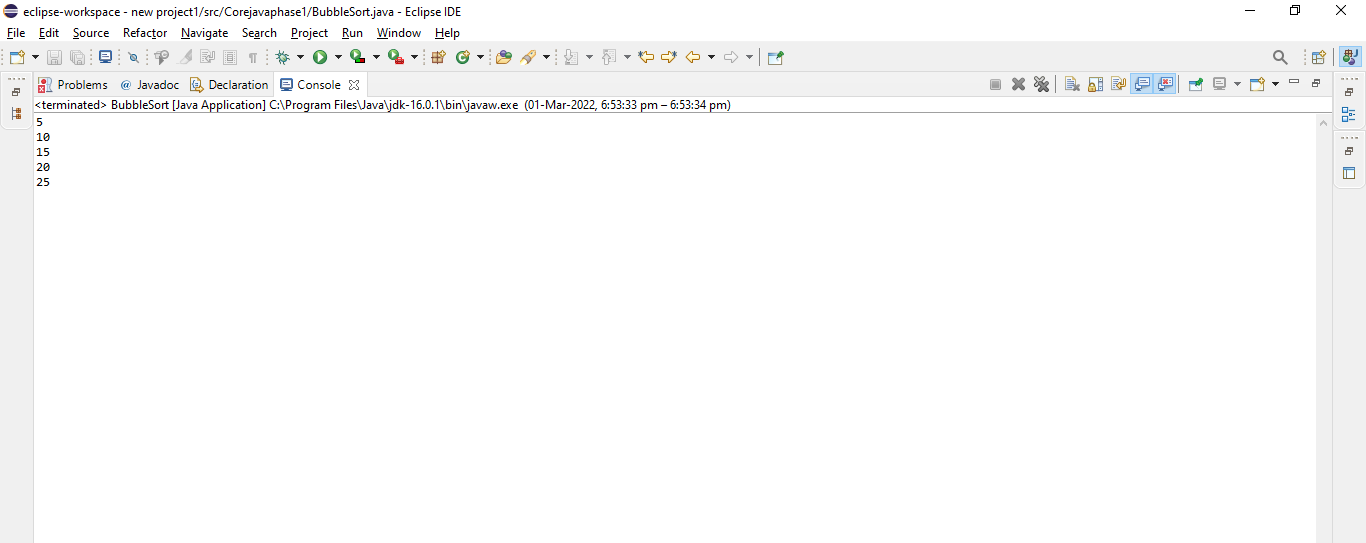 eclipse-workspace - new project1/src/Corejavaphase1/BubbleSort.java - Eclipse IDE
File Edit Source Refactor Navigate Search Project Run Window Help
Problems @ Javadoc Declaration Console
<terminated> BubbleSort [Java Application] C:\Program Files\Java\jdk-16.0.1\bin\javaw.exe (01-Mar-2022, 6:53:33 pm – 6:53:34 pm)
5
10
15
20
25